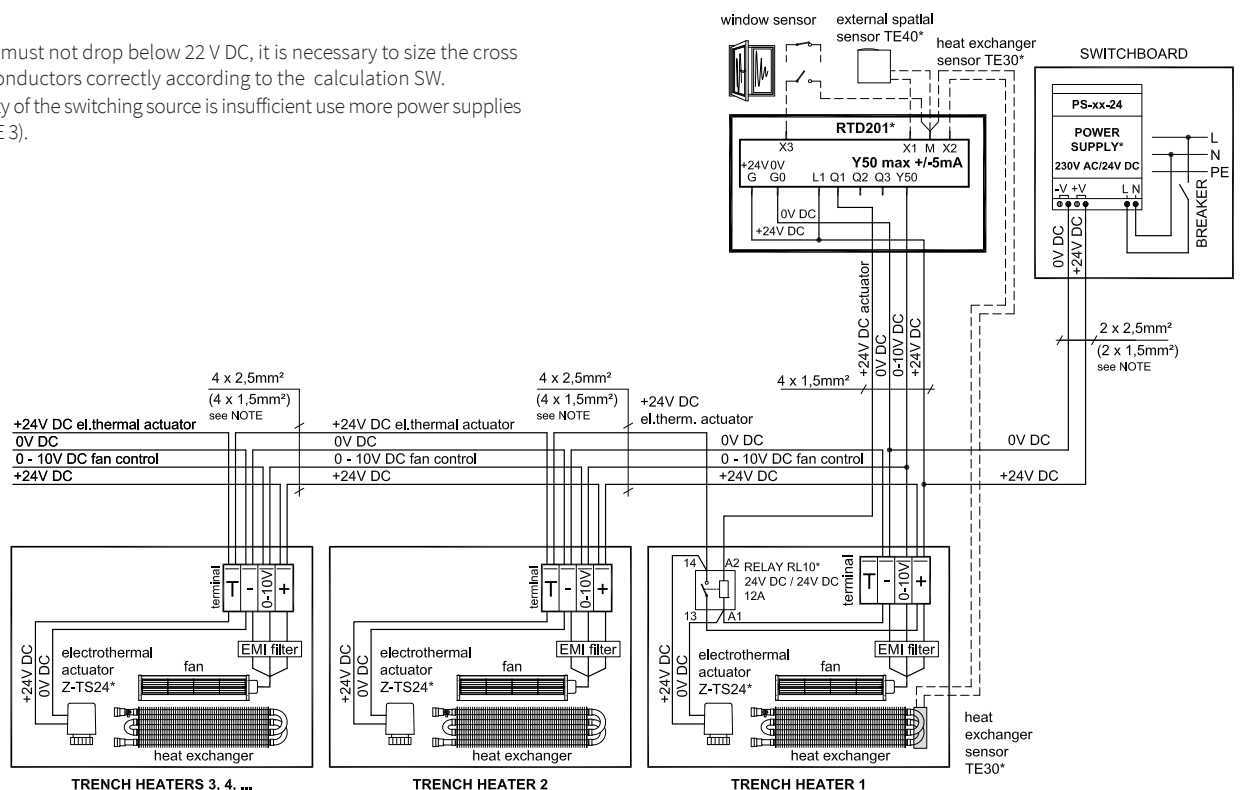 must not drop below 22 V DC, it is necessary to size the cross
onductors correctly according to the calculation SW.
y of the switching source is insufficient use more power supplies
E 3).
window sensor
external spatial
sensor TE40*
heat exchanger
sensor TE30*
SWITCHBOARD
RTD201*
X3
X1 M X2
+24V 0V
Y50 max +/-5mA
G G0 L1 Q1 Q2 Q3 Y50
0V DC
+24V DC
PS-xx-24
POWER
SUPPLY*
230V AC/24V DC
-V +V
L N
L
N
PE
BREAKER
0V DC
+24V DC
+24V DC actuator
0V DC
0-10V DC
+24V DC
2 x 2,5mm²
(2 x 1,5mm²)
see NOTE
4 x 1,5mm²
4 x 2,5mm²
(4 x 1,5mm²)
see NOTE
4 x 2,5mm²
(4 x 1,5mm²)
see NOTE
+24V DC
el.therm. actuator
+24V DC el.thermal actuator
0V DC
0 - 10V DC fan control
+24V DC
+24V DC el.thermal actuator
0V DC
0 - 10V DC fan control
+24V DC
0V DC
0 - 10V DC fan control
+24V DC
0V DC
+24V DC
terminal
T - 0-10V +
EMI filter
+24V DC
0V DC
electrothermal
actuator
Z-TS24*
fan
heat exchanger
TRENCH HEATERS 3, 4, ...
terminal
T - 0-10V +
EMI filter
+24V DC
0V DC
electrothermal
actuator
Z-TS24*
fan
heat exchanger
TRENCH HEATER 2
14
A2
RELAY RL10*
24V DC / 24V DC
12A
13
A1
terminal
T - 0-10V +
EMI filter
+24V DC
0V DC
electrothermal
actuator
Z-TS24*
fan
heat exchanger
TRENCH HEATER 1
heat
exchanger
sensor
TE30*